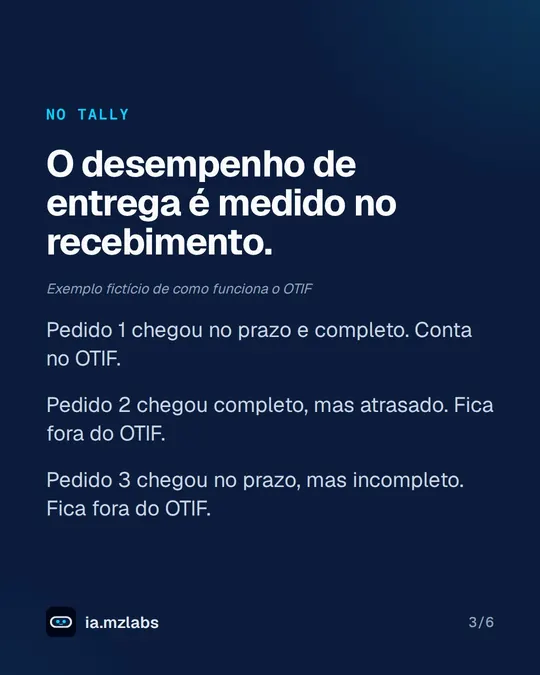 NO TALLY
O desempenho de
entrega é medido no
recebimento.
Exemplo fictício de como funciona o OTIF
Pedido 1 chegou no prazo e completo. Conta
no OTIF.
Pedido 2 chegou completo, mas atrasado. Fica
fora do OTIF.
Pedido 3 chegou no prazo, mas incompleto.
Fica fora do OTIF.
ia.mzlabs
3/6